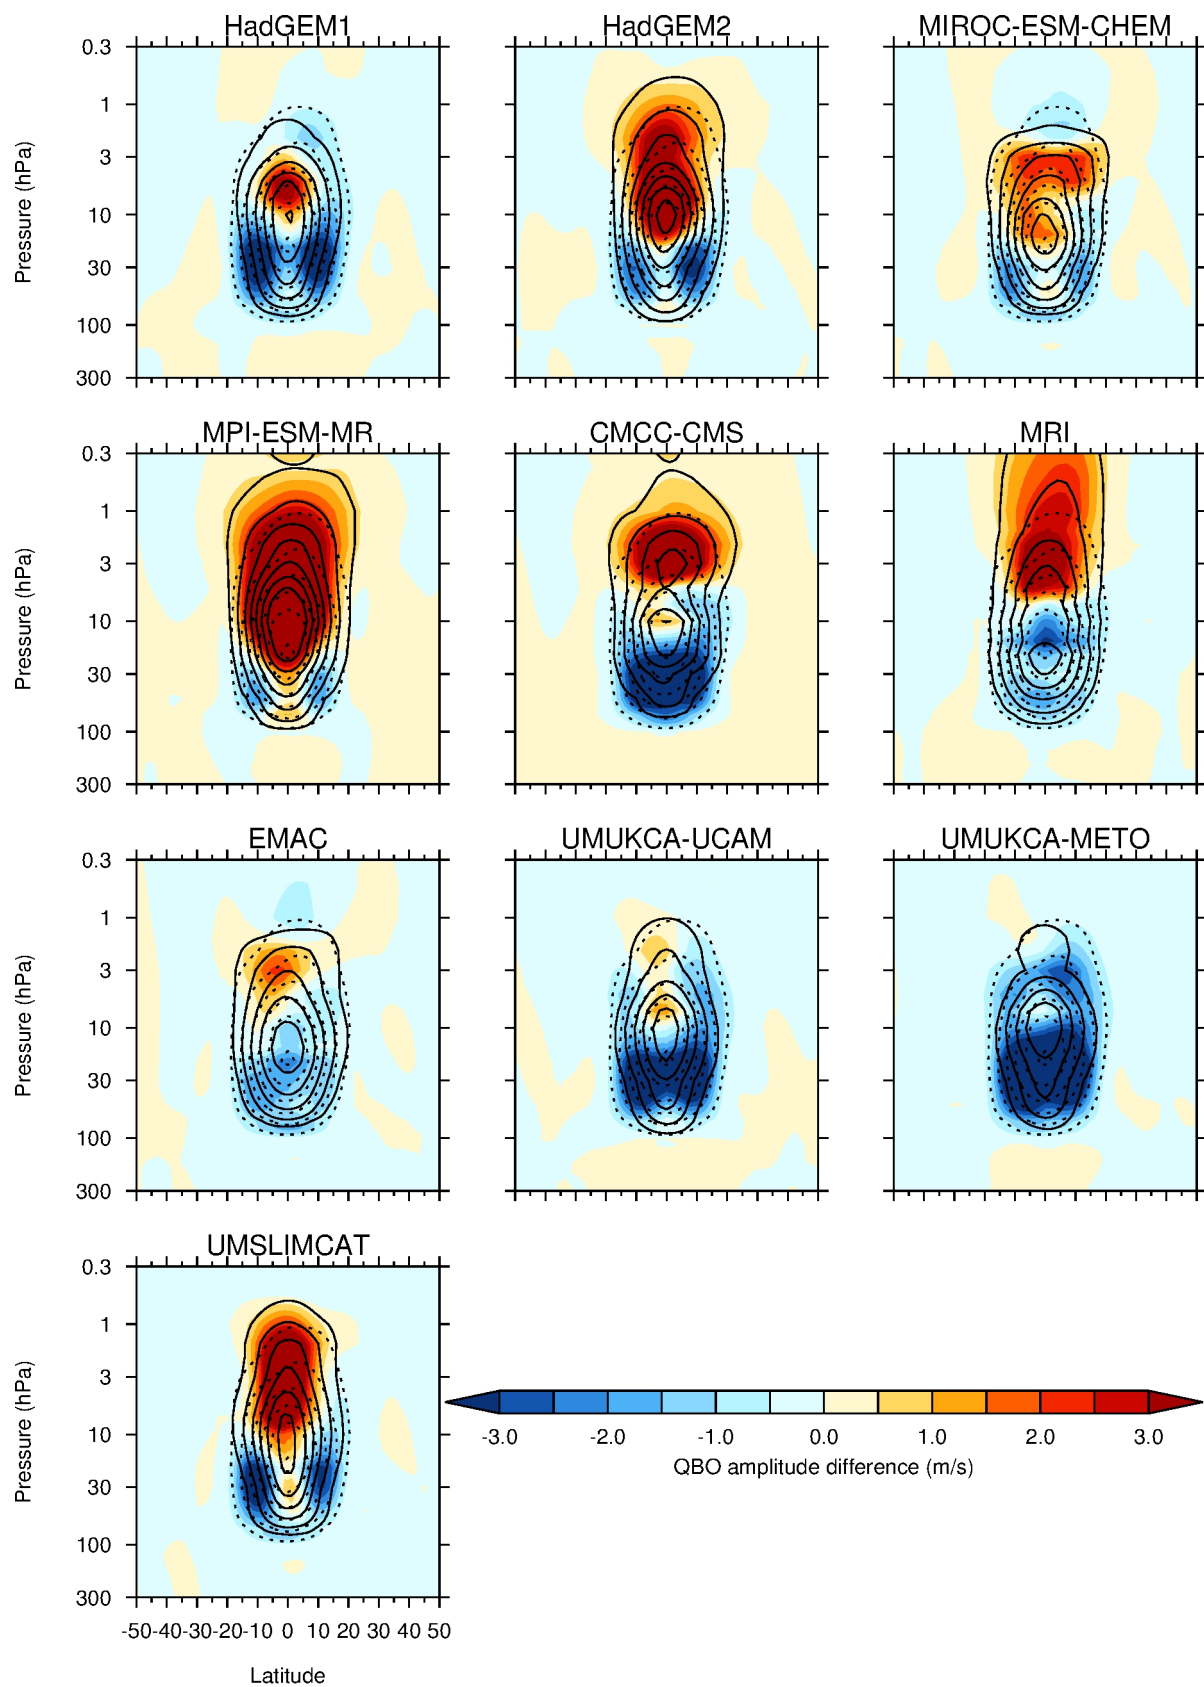 HadGEM1 HadGEM2 MIROC-ESM-CHEM
0.3
1
3
10
30
100
300
Pressure (hPa)
MPI-ESM-MR CMCC-CMS MRI
0.3
1
3
10
30
100
300
Pressure (hPa)
EMAC UMUKCA-UCAM UMUKCA-METO
0.3
1
3
10
30
100
300
Pressure (hPa)
UMSLIMCAT
0.3
1
3
10
30
100
300
Pressure (hPa)
-50-40-30-20-10 0 10 20 30 40 50
Latitude
-3.0 -2.0 -1.0 0.0 1.0 2.0 3.0
QBO amplitude difference (m/s)